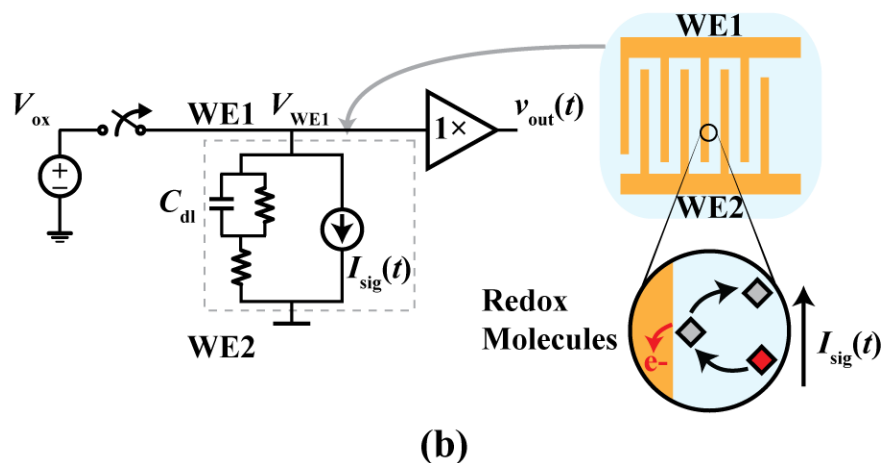 WE1
V_ox
WE1
V_WE1
1×
v_out(t)
+
−
C_dl
I_sig(t)
WE2
WE2
Redox
Molecules
e-
I_sig(t)
(b)